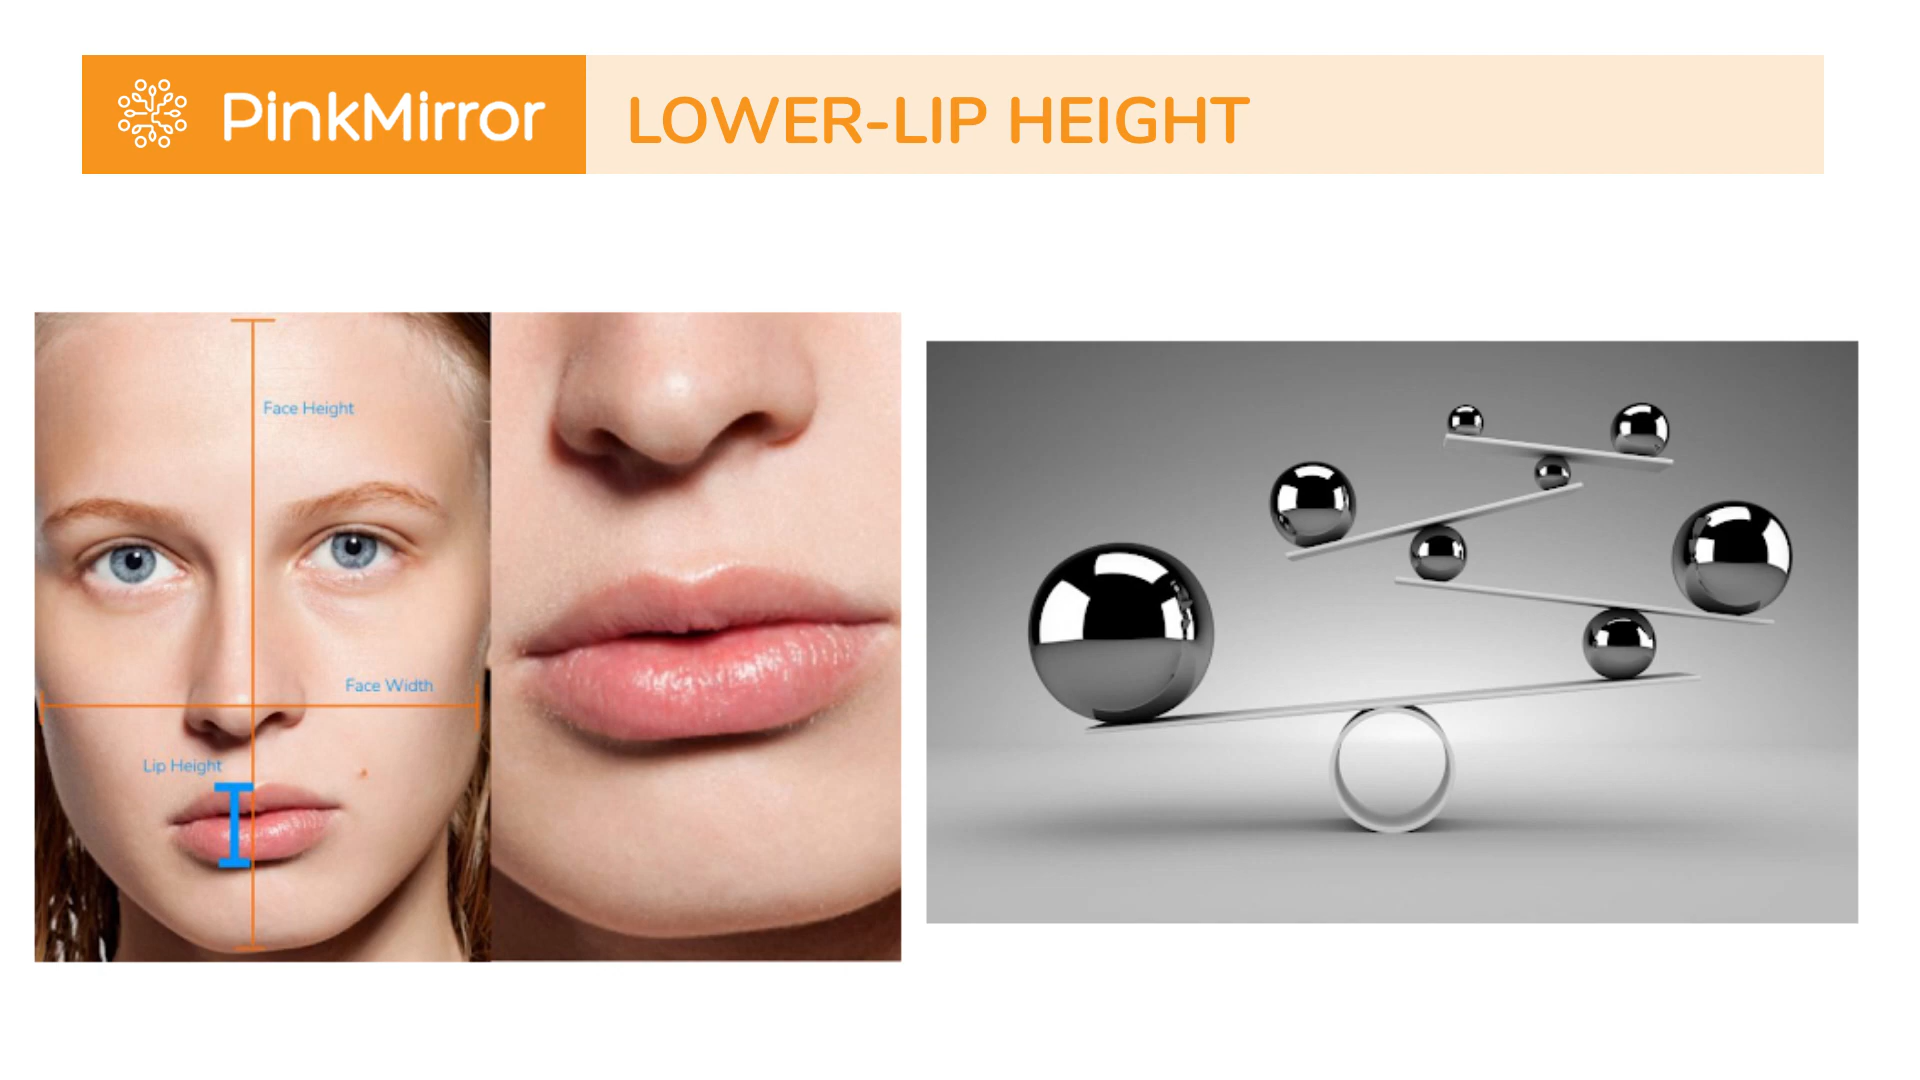 PinkMirror
LOWER-LIP HEIGHT
Face Height
Face Width
Lip Height